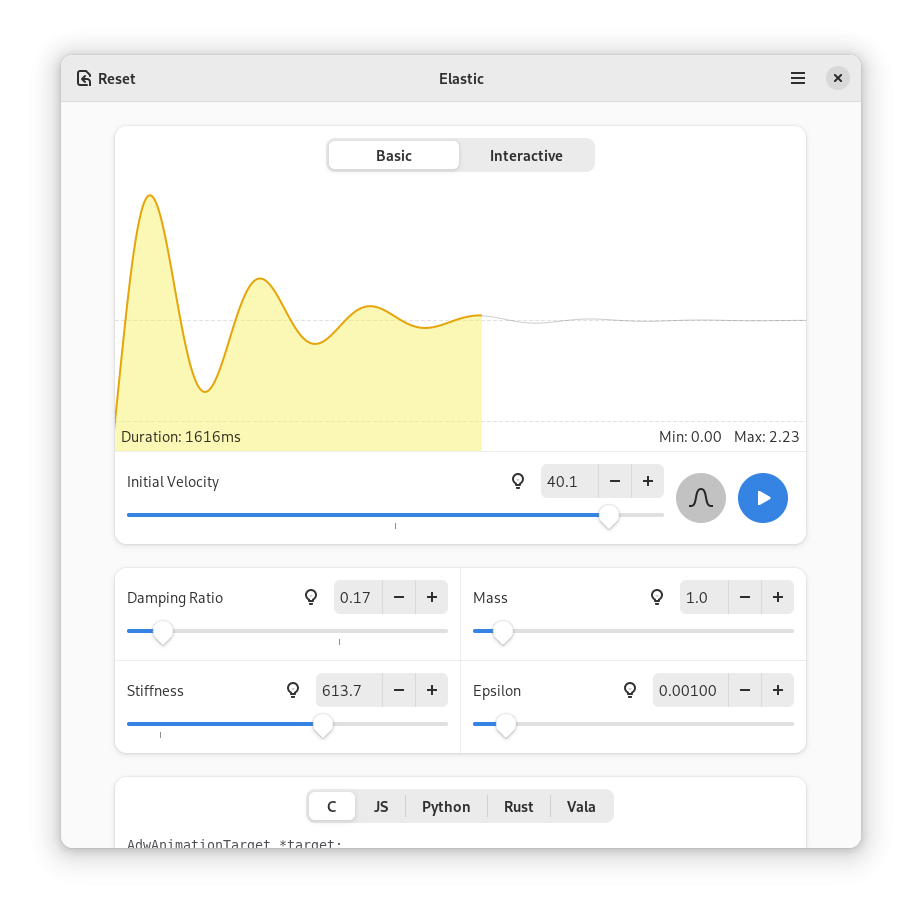 Reset Elastic
Basic Interactive
Duration: 1616ms Min: 0.00 Max: 2.23
Initial Velocity 40.1
Damping Ratio 0.17 Mass 1.0
Stiffness 613.7 Epsilon 0.00100
C JS Python Rust Vala
AdwAnimationTarget *target;